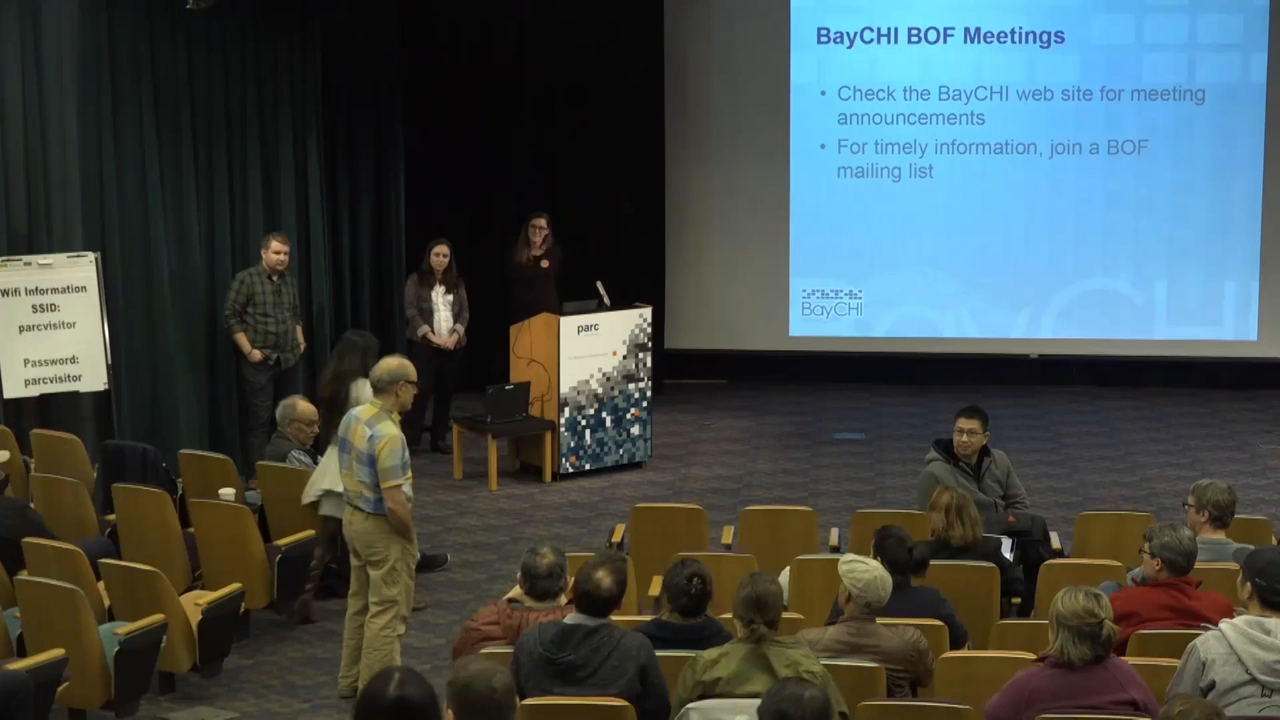 BayCHI BOF Meetings
• Check the BayCHI web site for meeting
announcements
• For timely information, join a BOF
mailing list
BayCHI
BayCHI
Wifi Information
SSID:
parcvisitor
Password:
parcvisitor
parc